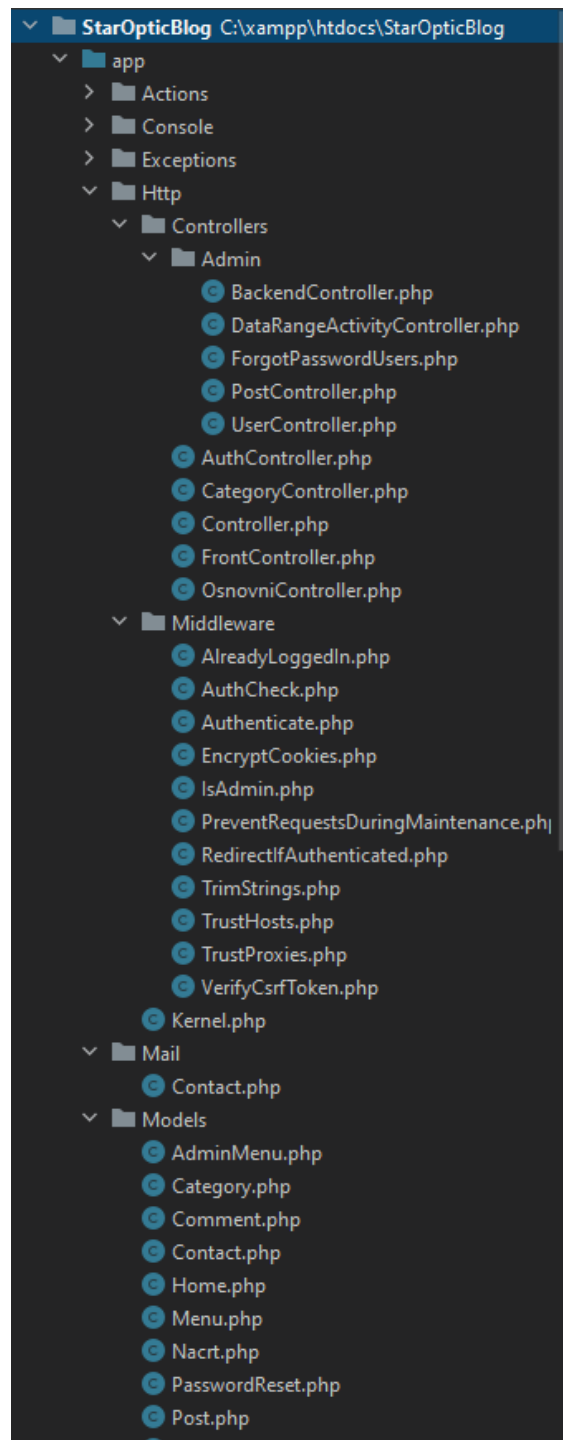 StarOpticBlog C:\xampp\htdocs\StarOpticBlog
app
Actions
Console
Exceptions
Http
Controllers
Admin
BackendController.php
DataRangeActivityController.php
ForgotPasswordUsers.php
PostController.php
UserController.php
AuthController.php
CategoryController.php
Controller.php
FrontController.php
OsnovniController.php
Middleware
AlreadyLoggedIn.php
AuthCheck.php
Authenticate.php
EncryptCookies.php
IsAdmin.php
PreventRequestsDuringMaintenance.php
RedirectIfAuthenticated.php
TrimStrings.php
TrustHosts.php
TrustProxies.php
VerifyCsrfToken.php
Kernel.php
Mail
Contact.php
Models
AdminMenu.php
Category.php
Comment.php
Contact.php
Home.php
Menu.php
Nacrt.php
PasswordReset.php
Post.php